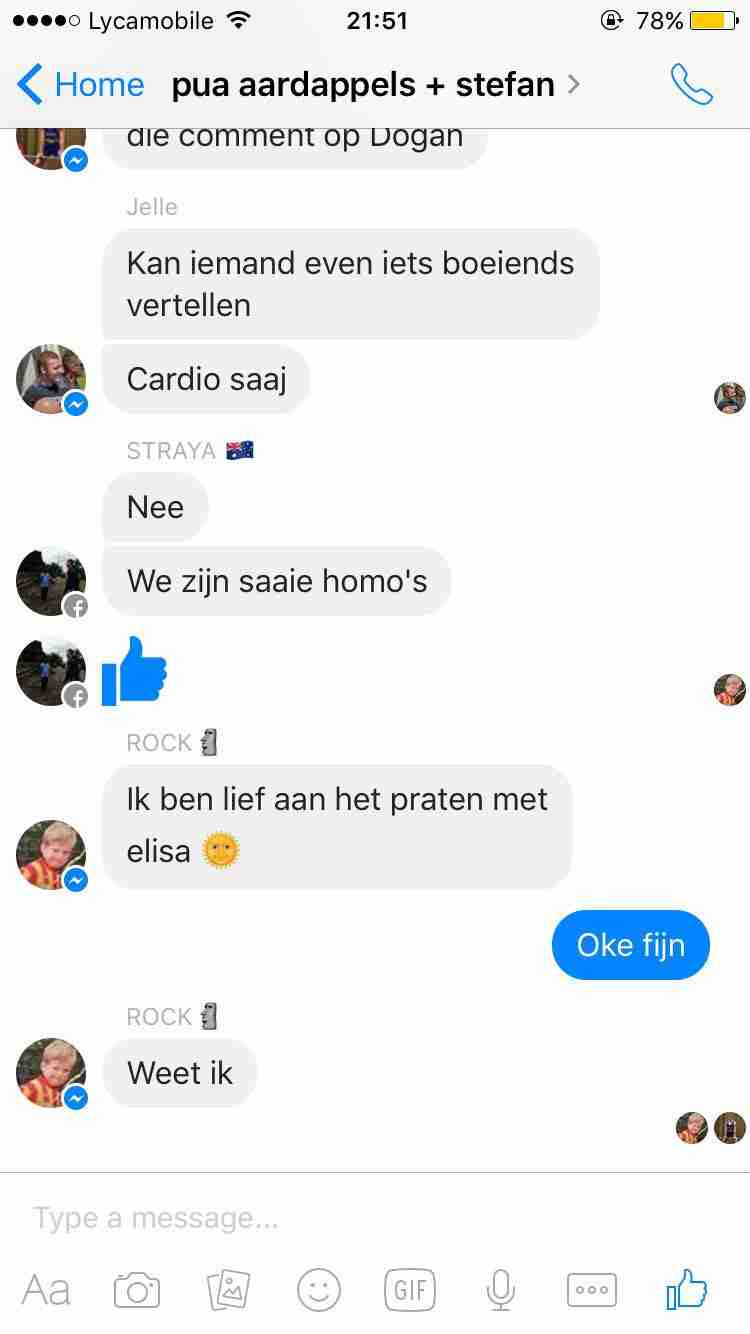 Lycamobile 21:51 78%
Home pua aardappels + stefan
die comment op Dogan
Jelle
Kan iemand even iets boeiends
vertellen
Cardio saaj
STRAYA 🇦🇺
Nee
We zijn saaie homo's
ROCK 🗿
Ik ben lief aan het praten met
elisa 🌞
Oke fijn
ROCK 🗿
Weet ik
Type a message...
Aa GIF